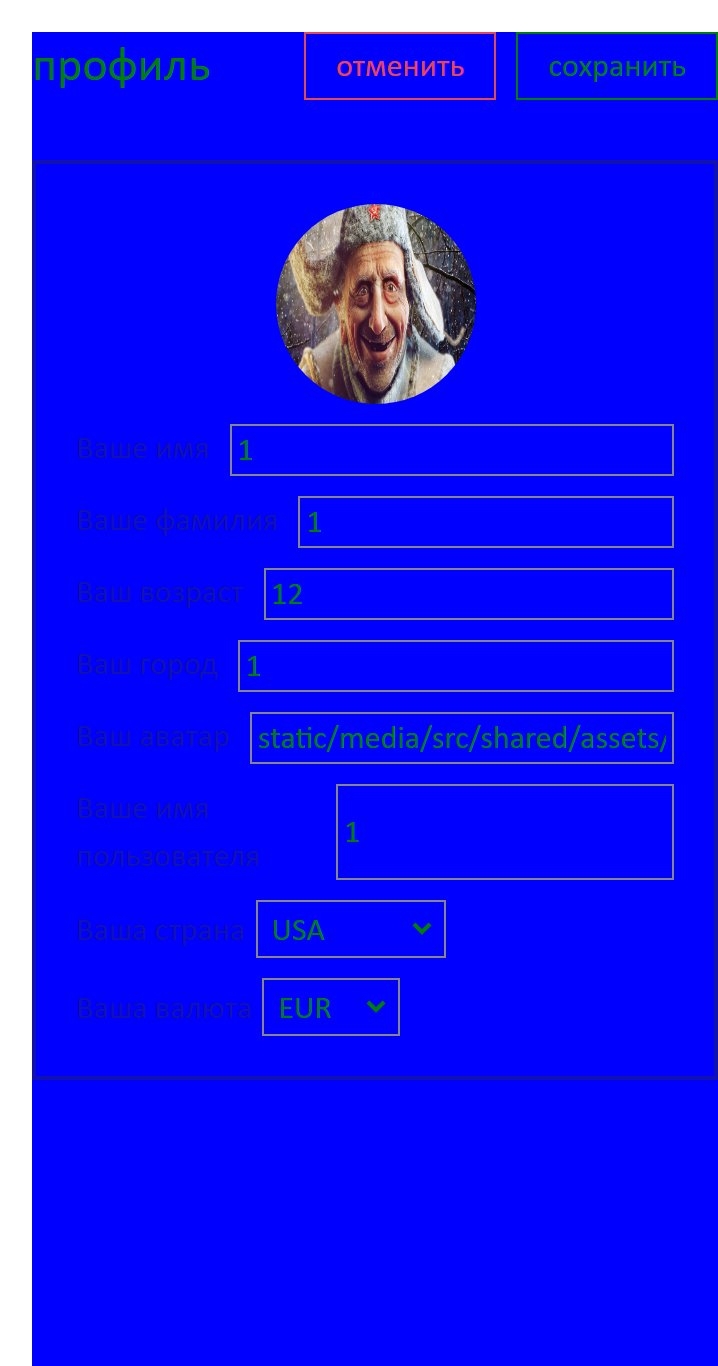 профиль отменить сохранить
Ваше имя 1
Ваше фамилия 1
Ваш возраст 12
Ваш город 1
Ваш аватар static/media/src/shared/assets/
Ваше имя
пользователя 1
Ваша страна USA
Ваша валюта EUR